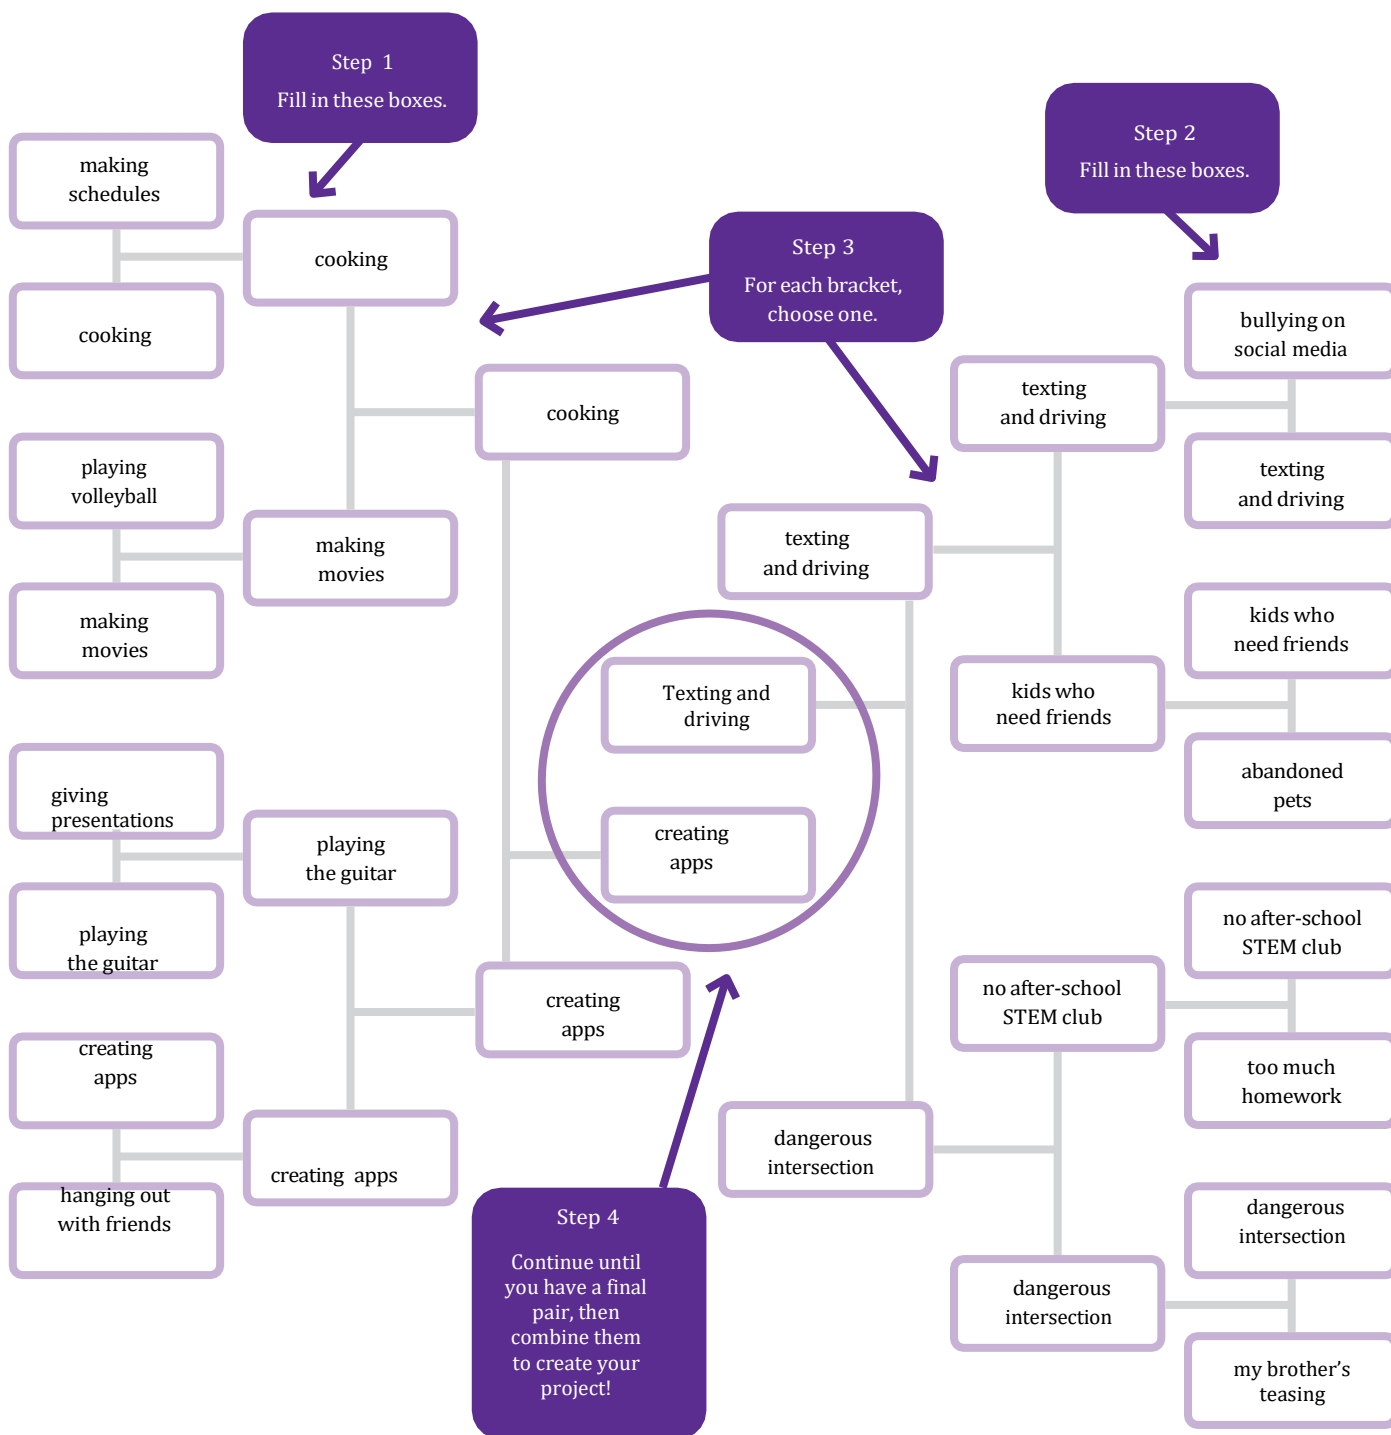 Step 1
Fill in these boxes.
Step 2
Fill in these boxes.
Step 3
For each bracket,
choose one.
making
schedules
cooking
cooking
playing
volleyball
making
movies
making
movies
cooking
giving
presentations
playing
the guitar
playing
the guitar
creating
apps
hanging out
with friends
creating apps
creating
apps
Texting and
driving
creating
apps
texting
and driving
dangerous
intersection
texting
and driving
kids who
need friends
no after-school
STEM club
dangerous
intersection
bullying on
social media
texting
and driving
kids who
need friends
abandoned
pets
no after-school
STEM club
too much
homework
dangerous
intersection
my brother’s
teasing
Step 4
Continue until
you have a final
pair, then
combine them
to create your
project!